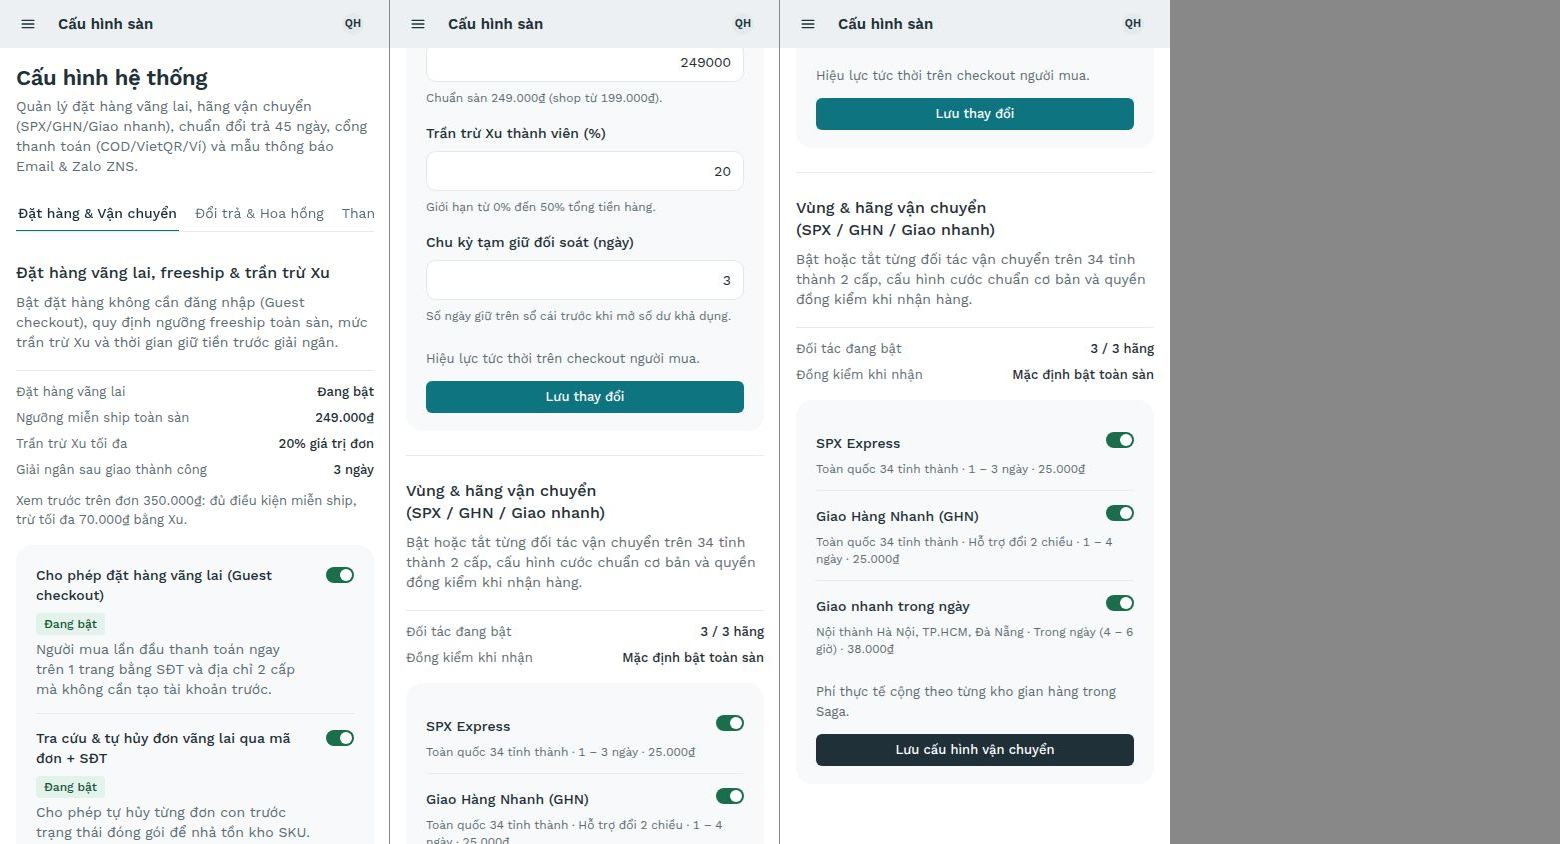 Cấu hình sàn
QH
Cấu hình hệ thống
Quản lý đặt hàng vãng lai, hãng vận chuyển
(SPX/GHN/Giao nhanh), chuẩn đổi trả 45 ngày, cổng
thanh toán (COD/VietQR/Ví) và mẫu thông báo
Email & Zalo ZNS.
Đặt hàng & Vận chuyển
Đổi trả & Hoa hồng
Than
Đặt hàng vãng lai, freeship & trần trừ Xu
Bật đặt hàng không cần đăng nhập (Guest
checkout), quy định ngưỡng freeship toàn sàn, mức
trần trừ Xu và thời gian giữ tiền trước giải ngân.
Đặt hàng vãng lai Đang bật
Ngưỡng miễn ship toàn sàn 249.000₫
Trần trừ Xu tối đa 20% giá trị đơn
Giải ngân sau giao thành công 3 ngày
Xem trước trên đơn 350.000₫: đủ điều kiện miễn ship,
trừ tối đa 70.000₫ bằng Xu.
Cho phép đặt hàng vãng lai (Guest
checkout)
Đang bật
Người mua lần đầu thanh toán ngay
trên 1 trang bằng SĐT và địa chỉ 2 cấp
mà không cần tạo tài khoản trước.
Tra cứu & tự hủy đơn vãng lai qua mã
đơn + SĐT
Đang bật
Cho phép tự hủy từng đơn con trước
trạng thái đóng gói để nhả tồn kho SKU.
Cấu hình sàn
QH
249000
Chuẩn sàn 249.000₫ (shop từ 199.000₫).
Trần trừ Xu thành viên (%)
20
Giới hạn từ 0% đến 50% tổng tiền hàng.
Chu kỳ tạm giữ đối soát (ngày)
3
Số ngày giữ trên sổ cái trước khi mở số dư khả dụng.
Hiệu lực tức thời trên checkout người mua.
Lưu thay đổi
Vùng & hãng vận chuyển
(SPX / GHN / Giao nhanh)
Bật hoặc tắt từng đối tác vận chuyển trên 34 tỉnh
thành 2 cấp, cấu hình cước chuẩn cơ bản và quyền
đồng kiểm khi nhận hàng.
Đối tác đang bật 3 / 3 hãng
Đồng kiểm khi nhận Mặc định bật toàn sàn
SPX Express
Toàn quốc 34 tỉnh thành · 1 – 3 ngày · 25.000₫
Giao Hàng Nhanh (GHN)
Toàn quốc 34 tỉnh thành · Hỗ trợ đổi 2 chiều · 1 – 4
ngày · 25.000₫
Cấu hình sàn
QH
Hiệu lực tức thời trên checkout người mua.
Lưu thay đổi
Vùng & hãng vận chuyển
(SPX / GHN / Giao nhanh)
Bật hoặc tắt từng đối tác vận chuyển trên 34 tỉnh
thành 2 cấp, cấu hình cước chuẩn cơ bản và quyền
đồng kiểm khi nhận hàng.
Đối tác đang bật 3 / 3 hãng
Đồng kiểm khi nhận Mặc định bật toàn sàn
SPX Express
Toàn quốc 34 tỉnh thành · 1 – 3 ngày · 25.000₫
Giao Hàng Nhanh (GHN)
Toàn quốc 34 tỉnh thành · Hỗ trợ đổi 2 chiều · 1 – 4
ngày · 25.000₫
Giao nhanh trong ngày
Nội thành Hà Nội, TP.HCM, Đà Nẵng · Trong ngày (4 – 6
giờ) · 38.000₫
Phí thực tế cộng theo từng kho gian hàng trong
Saga.
Lưu cấu hình vận chuyển